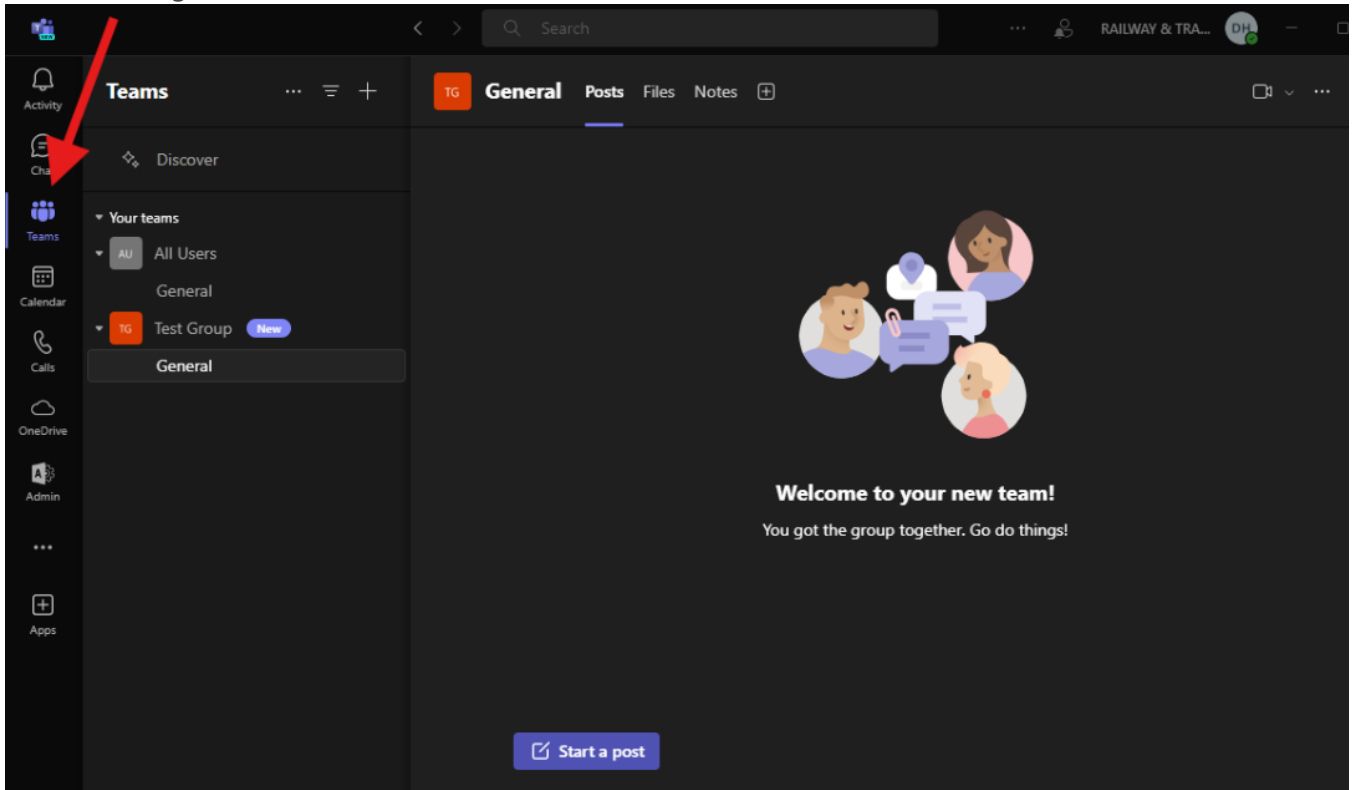 NEW
Search
RAILWAY & TRA...
DH
Activity
Chat
Teams
Calendar
Calls
OneDrive
A
Admin
Apps
Teams
Discover
Your teams
AU All Users
General
TG Test Group New
General
TG General Posts Files Notes
Welcome to your new team!
You got the group together. Go do things!
Start a post